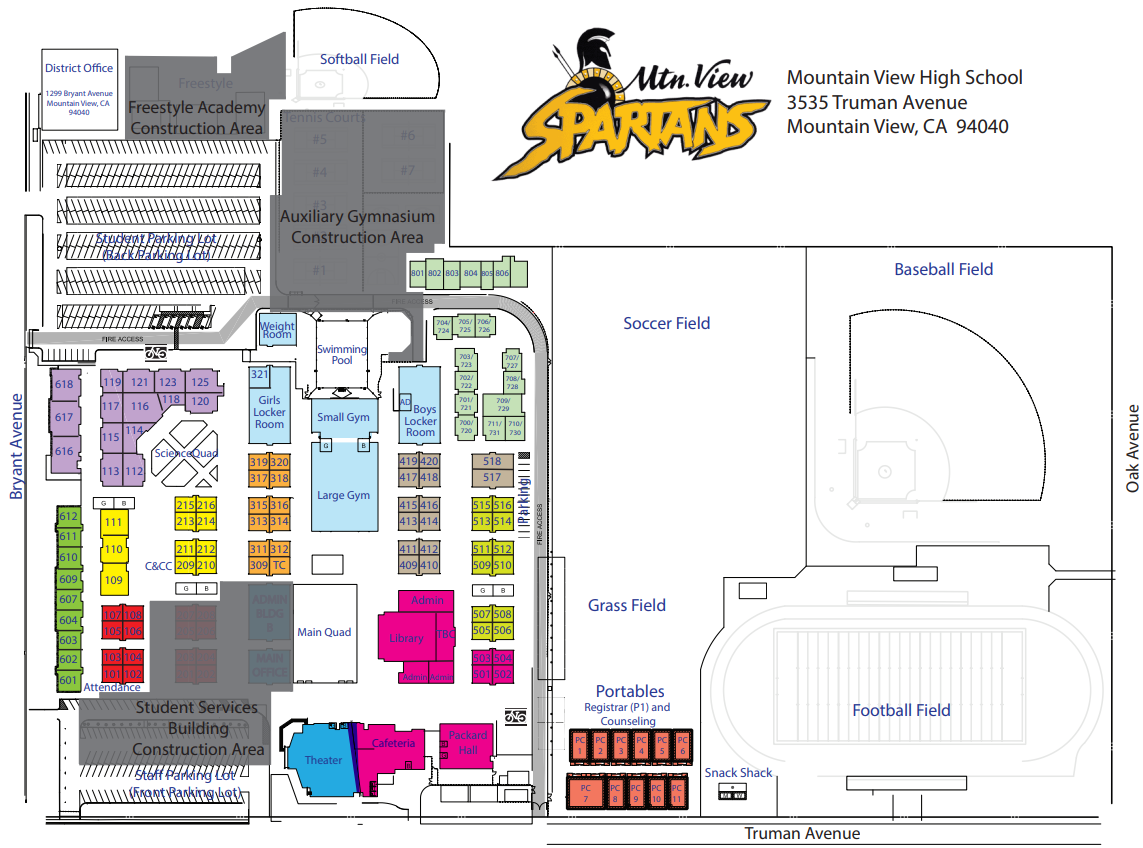 Mtn. View
SPARTANS
Mountain View High School
3535 Truman Avenue
Mountain View, CA  94040
District Office
1299 Bryant Avenue
Mountain View, CA
94040
Freestyle
Freestyle Academy
Construction Area
Softball Field
Tennis Courts
#5
#6
#4
#7
#3
Auxiliary Gymnasium
Construction Area
#1
Student Parking Lot
(Back Parking Lot)
801 802 803 804 805 806
FIRE ACCESS
FIRE ACCESS
Weight
Room
Swimming
Pool
704/
724
705/
725
706/
726
703/
723
707/
727
702/
722
708/
728
701/
721
709/
729
700/
720
711/
731
710/
730
Baseball Field
Soccer Field
Bryant Avenue
Oak Avenue
618
617
616
119 121 123 125
117 116 118 120
115 114
113 112
ScienceQuad
321
Girls
Locker
Room
Small Gym
G B
Large Gym
AD
Boys
Locker
Room
319 320
317 318
419 420
417 418
518
517
Parking
FIRE ACCESS
G B
612
611
610
609
607
604
603
602
601
111
110
109
215 216
213 214
315 316
313 314
415 416
413 414
515 516
513 514
C&CC
211 212
209 210
311 312
309 TC
411 412
409 410
511 512
509 510
G B
G B
107 108
105 106
103 104
101 102
Attendance
ADMIN
BLDG
B
MAIN
OFFICE
Main Quad
Admin
Library
TBC
Admin Admin
507 508
505 506
503 504
501 502
Grass Field
Student Services
Building
Construction Area
Staff Parking Lot
(Front Parking Lot)
Theater
Cafeteria
Packard
Hall
Portables
Registrar (P1) and
Counseling
PC
1
PC
2
PC
3
PC
4
PC
5
PC
6
PC
7
PC
8
PC
9
PC
10
PC
11
Football Field
Snack Shack
M W
Truman Avenue